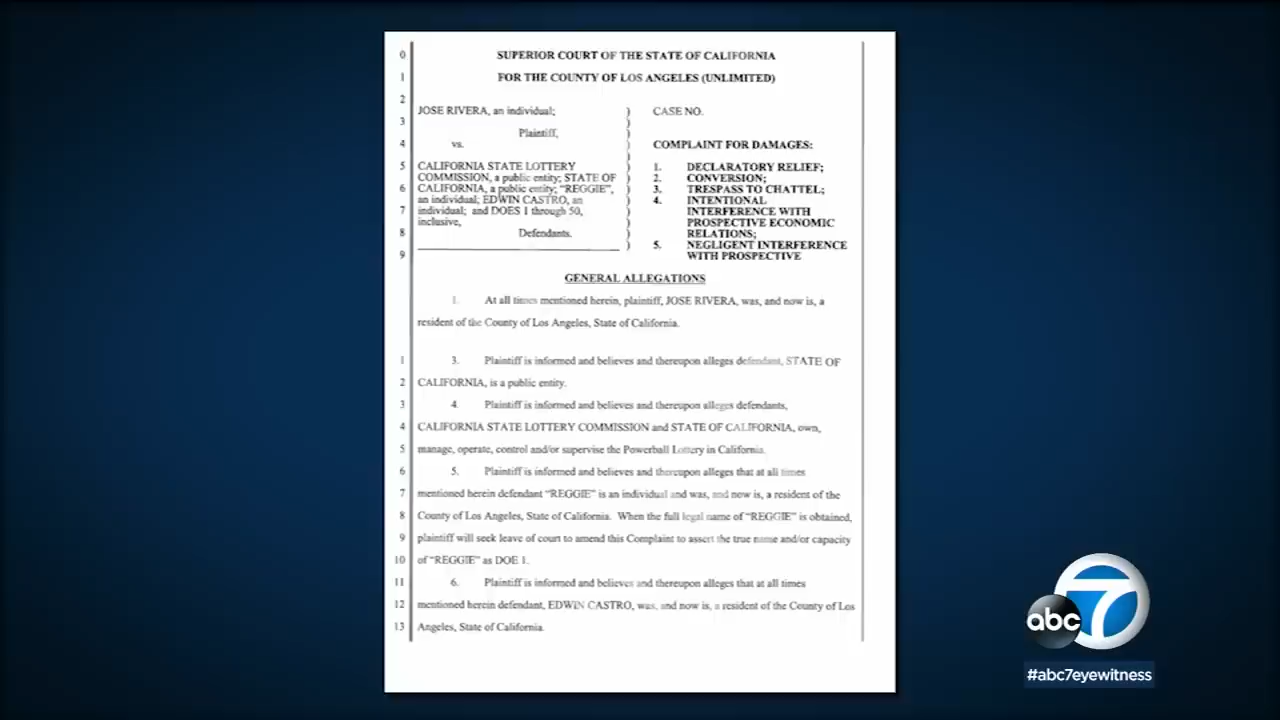 0 SUPERIOR COURT OF THE STATE OF CALIFORNIA
1 FOR THE COUNTY OF LOS ANGELES (UNLIMITED)
2
JOSE RIVERA, an individual; ) CASE NO.
3 )
Plaintiff, )
4 vs. ) COMPLAINT FOR DAMAGES:
5 CALIFORNIA STATE LOTTERY ) 1. DECLARATORY RELIEF;
COMMISSION, a public entity; STATE OF ) 2. CONVERSION;
6 CALIFORNIA, a public entity; “REGGIE”, ) 3. TRESPASS TO CHATTEL;
an individual; EDWIN CASTRO, an ) 4. INTENTIONAL
7 individual; and DOES 1 through 50, ) INTERFERENCE WITH
inclusive, ) PROSPECTIVE ECONOMIC
8 Defendants. ) RELATIONS;
) 5. NEGLIGENT INTERFERENCE
9 WITH PROSPECTIVE
GENERAL ALLEGATIONS
1. At all times mentioned herein, plaintiff, JOSE RIVERA, was, and now is, a
resident of the County of Los Angeles, State of California.
1 3. Plaintiff is informed and believes and thereupon alleges defendant, STATE OF
2 CALIFORNIA, is a public entity.
3 4. Plaintiff is informed and believes and thereupon alleges defendants,
4 CALIFORNIA STATE LOTTERY COMMISSION and STATE OF CALIFORNIA, own,
5 manage, operate, control and/or supervise the Powerball Lottery in California.
6 5. Plaintiff is informed and believes and thereupon alleges that at all times
7 mentioned herein defendant “REGGIE” is an individual and was, and now is, a resident of the
8 County of Los Angeles, State of California. When the full legal name of “REGGIE” is obtained,
9 plaintiff will seek leave of court to amend this Complaint to assert the true name and/or capacity
10 of “REGGIE” as DOE 1.
11 6. Plaintiff is informed and believes and thereupon alleges that at all times
12 mentioned herein defendant, EDWIN CASTRO, was, and now is, a resident of the County of Los
13 Angeles, State of California.
abc 7
#abc7eyewitness